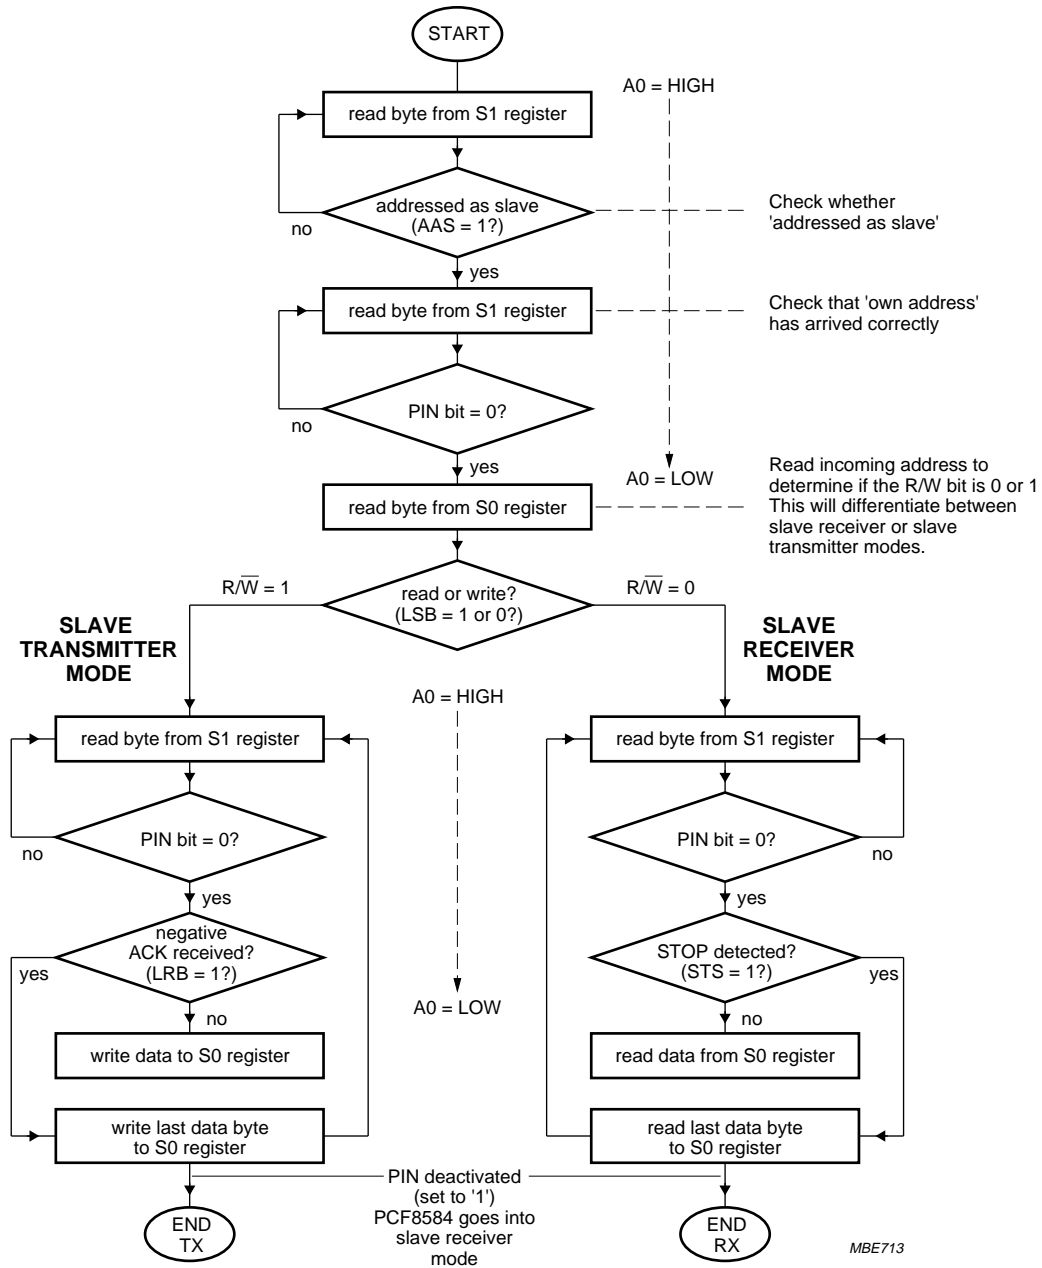 START
A0 = HIGH
read byte from S1 register
addressed as slave
(AAS = 1?)
no
yes
Check whether
'addressed as slave'
read byte from S1 register
Check that 'own address'
has arrived correctly
PIN bit = 0?
no
yes
A0 = LOW
read byte from S0 register
Read incoming address to
determine if the R/W bit is 0 or 1
This will differentiate between
slave receiver or slave
transmitter modes.
R/W̅ = 1
read or write?
(LSB = 1 or 0?)
R/W̅ = 0
SLAVE
TRANSMITTER
MODE
SLAVE
RECEIVER
MODE
A0 = HIGH
read byte from S1 register
read byte from S1 register
PIN bit = 0?
no
yes
PIN bit = 0?
no
yes
negative
ACK received?
(LRB = 1?)
yes
no
STOP detected?
(STS = 1?)
yes
no
A0 = LOW
write data to S0 register
read data from S0 register
write last data byte
to S0 register
read last data byte
to S0 register
PIN deactivated
(set to '1')
PCF8584 goes into
slave receiver
mode
END
TX
END
RX
MBE713